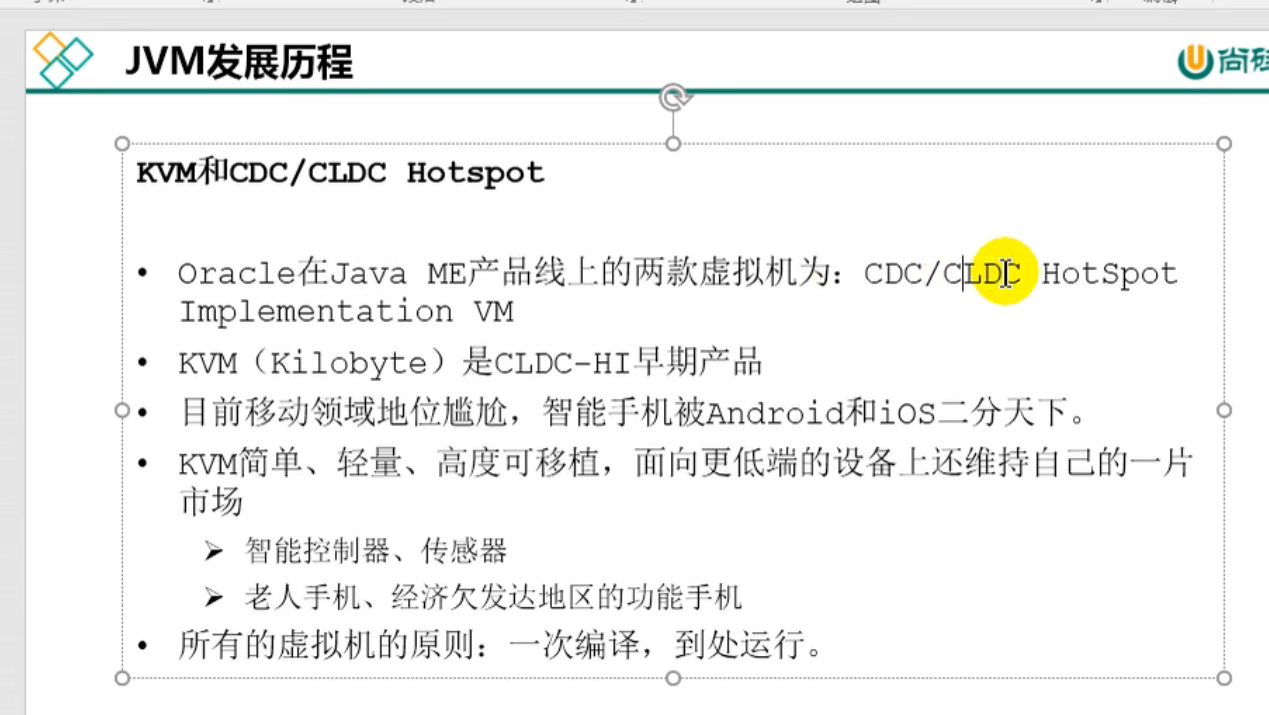 JVM发展历程
尚硅
KVM和CDC/CLDC Hotspot
• Oracle在Java ME产品线上的两款虚拟机为：CDC/CLDC HotSpot
Implementation VM
• KVM（Kilobyte）是CLDC-HI早期产品
• 目前移动领域地位尴尬，智能手机被Android和iOS二分天下。
• KVM简单、轻量、高度可移植，面向更低端的设备上还维持自己的一片
市场
➢ 智能控制器、传感器
➢ 老人手机、经济欠发达地区的功能手机
• 所有的虚拟机的原则：一次编译，到处运行。